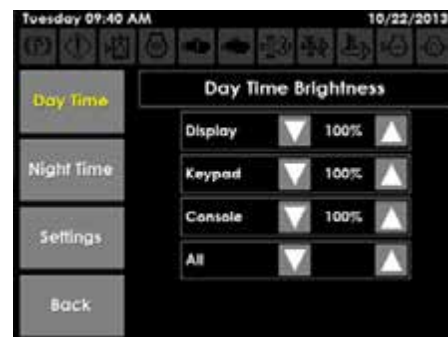 Tuesday 09:40 AM 10/22/2013
(P)
Day Time
Day Time Brightness
Display 100%
Night Time
Keypad 100%
Console 100%
Settings
All
Back